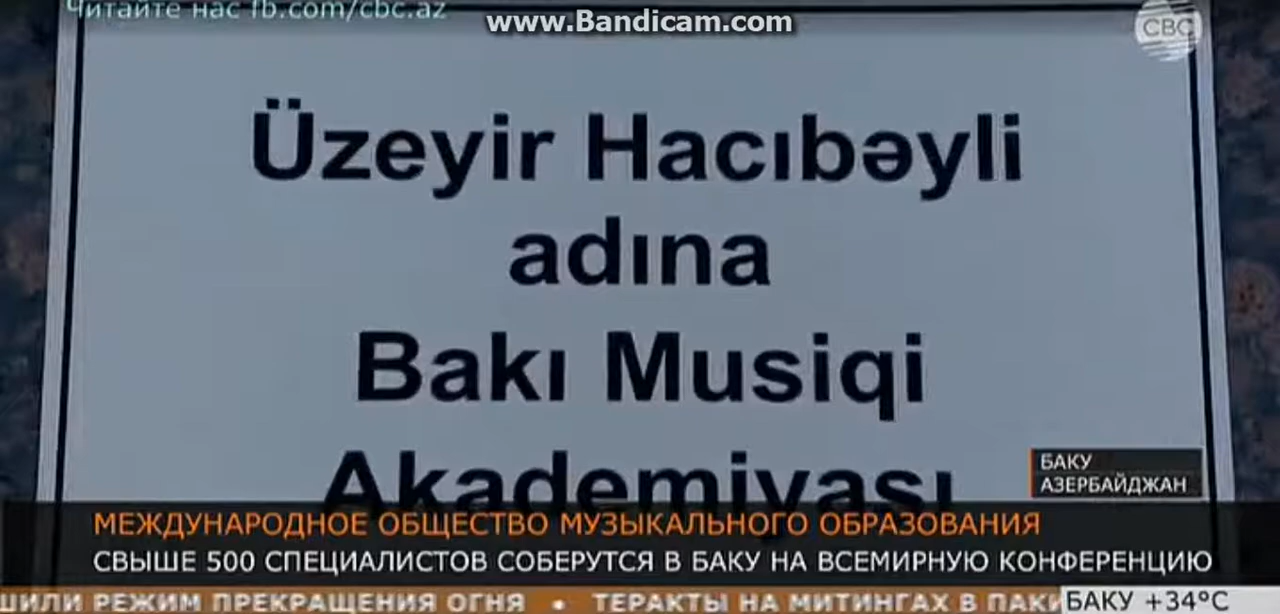 Читайте нас fb.com/cbc.az
www.Bandicam.com
CBC
Üzeyir Hacıbəyli
adına
Bakı Musiqi
Akademiyası
БАКУ
АЗЕРБАЙДЖАН
МЕЖДУНАРОДНОЕ ОБЩЕСТВО МУЗЫКАЛЬНОГО ОБРАЗОВАНИЯ
СВЫШЕ 500 СПЕЦИАЛИСТОВ СОБЕРУТСЯ В БАКУ НА ВСЕМИРНУЮ КОНФЕРЕНЦИЮ
РЕЖИМ ПРЕКРАЩЕНИЯ ОГНЯ • ТЕРАКТЫ НА МИТИНГАХ В
БАКУ +34°C